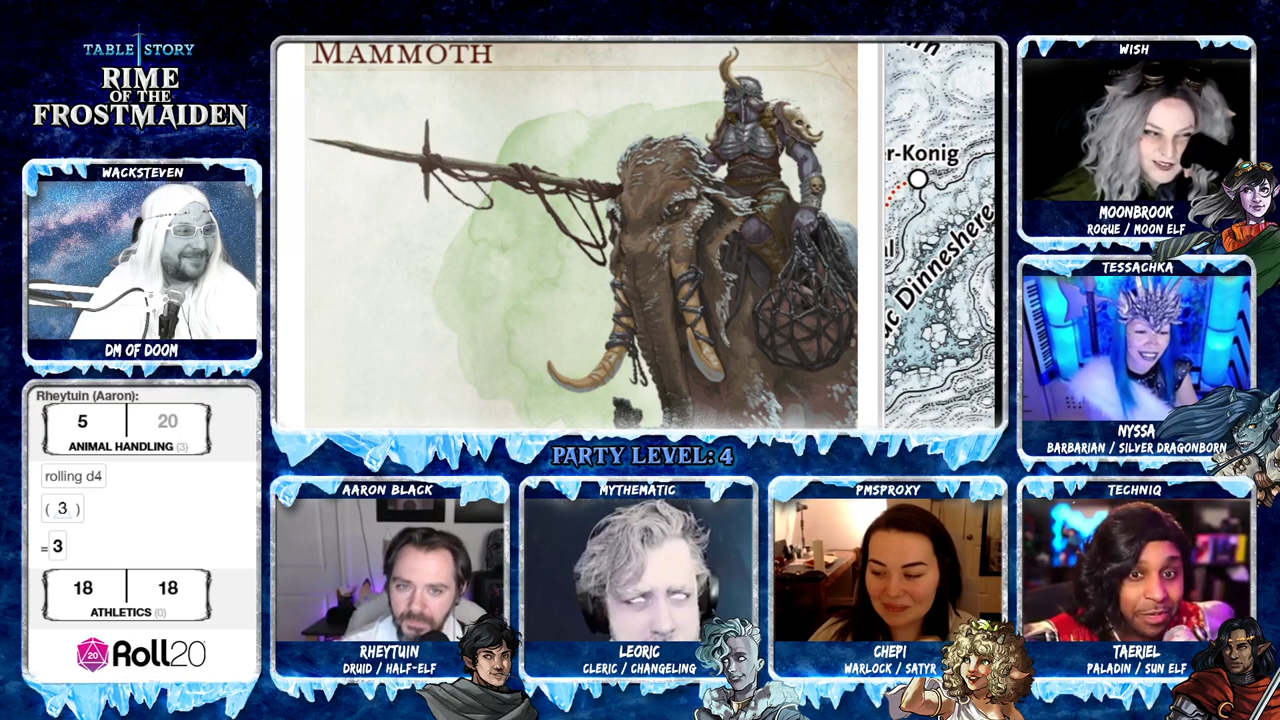 TABLE STORY
RIME
OF THE
FROSTMAIDEN
WACKSTEVEN
DM OF DOOM
Rheytuin (Aaron):
5 20
ANIMAL HANDLING (3)
rolling d4
( 3 )
=3
18 18
ATHLETICS (0)
20
Roll20
MAMMOTH
r-Konig
Dinneshere
PARTY LEVEL: 4
WISH
MOONBROOK
ROGUE / MOON ELF
TESSACHKA
NYSSA
BARBARIAN / SILVER DRAGONBORN
AARON BLACK
RHEYTUIN
DRUID / HALF-ELF
MYTHEMATIC
LEORIC
CLERIC / CHANGELING
PMSPROXY
CHEPI
WARLOCK / SATYR
TECHNIQ
TAERIEL
PALADIN / SUN ELF